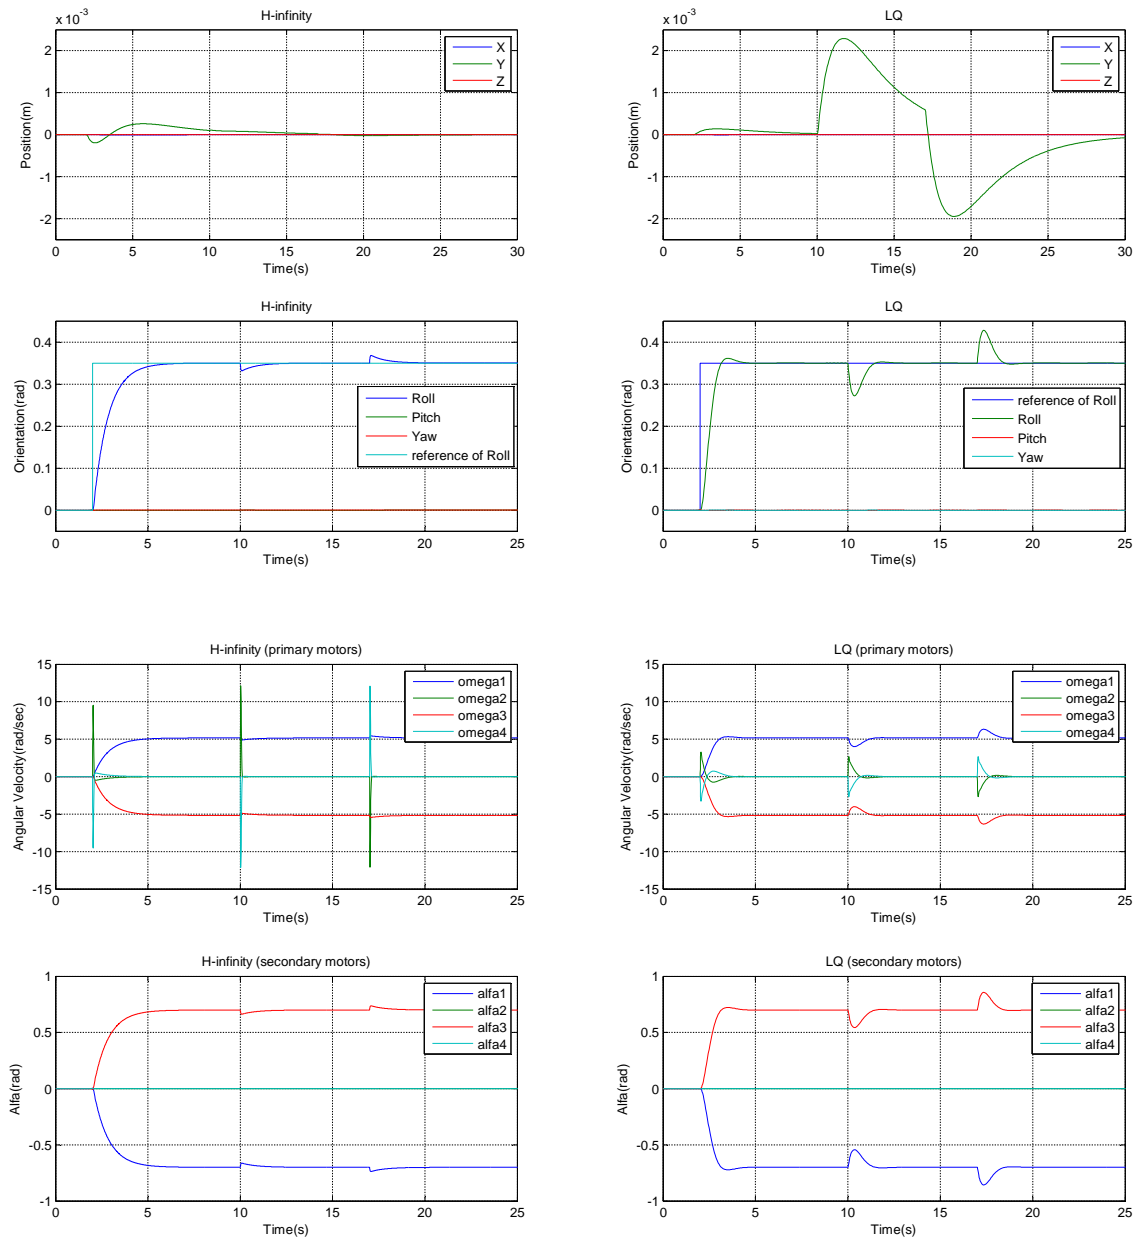 x 10^-3
H-infinity
2
1
0
-1
-2
Position(m)
X
Y
Z
0 5 10 15 20 25 30
Time(s)
x 10^-3
LQ
2
1
0
-1
-2
Position(m)
X
Y
Z
0 5 10 15 20 25 30
Time(s)
H-infinity
0.4
0.3
0.2
0.1
0
Orientation(rad)
Roll
Pitch
Yaw
reference of Roll
0 5 10 15 20 25
Time(s)
LQ
0.4
0.3
0.2
0.1
0
Orientation(rad)
reference of Roll
Roll
Pitch
Yaw
0 5 10 15 20 25
Time(s)
H-infinity (primary motors)
15
10
5
0
-5
-10
-15
Angular Velocity(rad/sec)
omega1
omega2
omega3
omega4
0 5 10 15 20 25
Time(s)
LQ (primary motors)
15
10
5
0
-5
-10
-15
Angular Velocity(rad/sec)
omega1
omega2
omega3
omega4
0 5 10 15 20 25
Time(s)
H-infinity (secondary motors)
1
0.5
0
-0.5
-1
Alfa(rad)
alfa1
alfa2
alfa3
alfa4
0 5 10 15 20 25
Time(s)
LQ (secondary motors)
1
0.5
0
-0.5
-1
Alfa(rad)
alfa1
alfa2
alfa3
alfa4
0 5 10 15 20 25
Time(s)